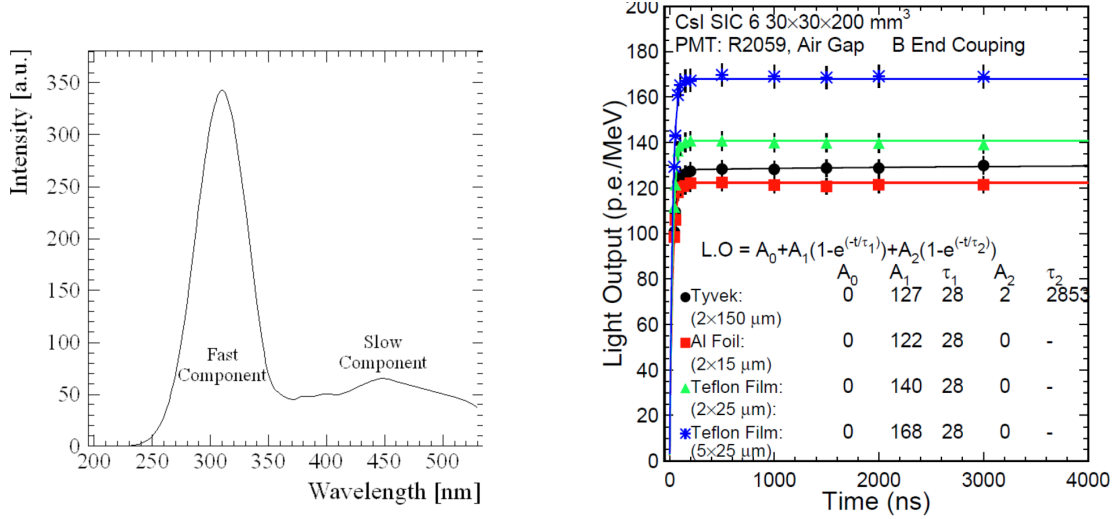 Intensity [a.u.]
350
300
250
200
150
100
50
0
Fast
Component
Slow
Component
200 250 300 350 400 450 500
Wavelength [nm]
Light Output (p.e./MeV)
200
180
160
140
120
100
80
60
40
20
0
CsI SIC 6 30×30×200 mm³
PMT: R2059, Air Gap B End Couping
L.O = A₀+A₁(1-e^(-t/τ₁))+A₂(1-e^(-t/τ₂))
A₀ A₁ τ₁ A₂ τ₂
Tyvek: 0 127 28 2 2853
(2×150 μm)
Al Foil: 0 122 28 0 -
(2×15 μm)
Teflon Film: 0 140 28 0 -
(2×25 μm):
Teflon Film: 0 168 28 0 -
(5×25 μm)
0 1000 2000 3000 4000
Time (ns)